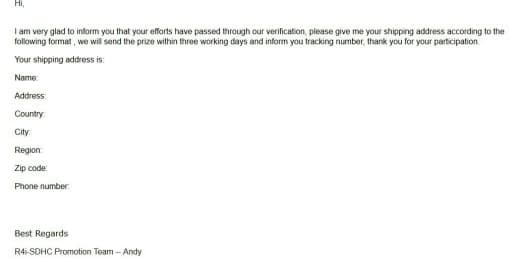 Hi,
I am very glad to inform you that your efforts have passed through our verification, please give me your shipping address according to the
following format , we will send the prize within three working days and inform you tracking number, thank you for your participation.
Your shipping address is:
Name:
Address:
Country:
City:
Region:
Zip code:
Phone number:
Best Regards
R4i-SDHC Promotion Team -- Andy